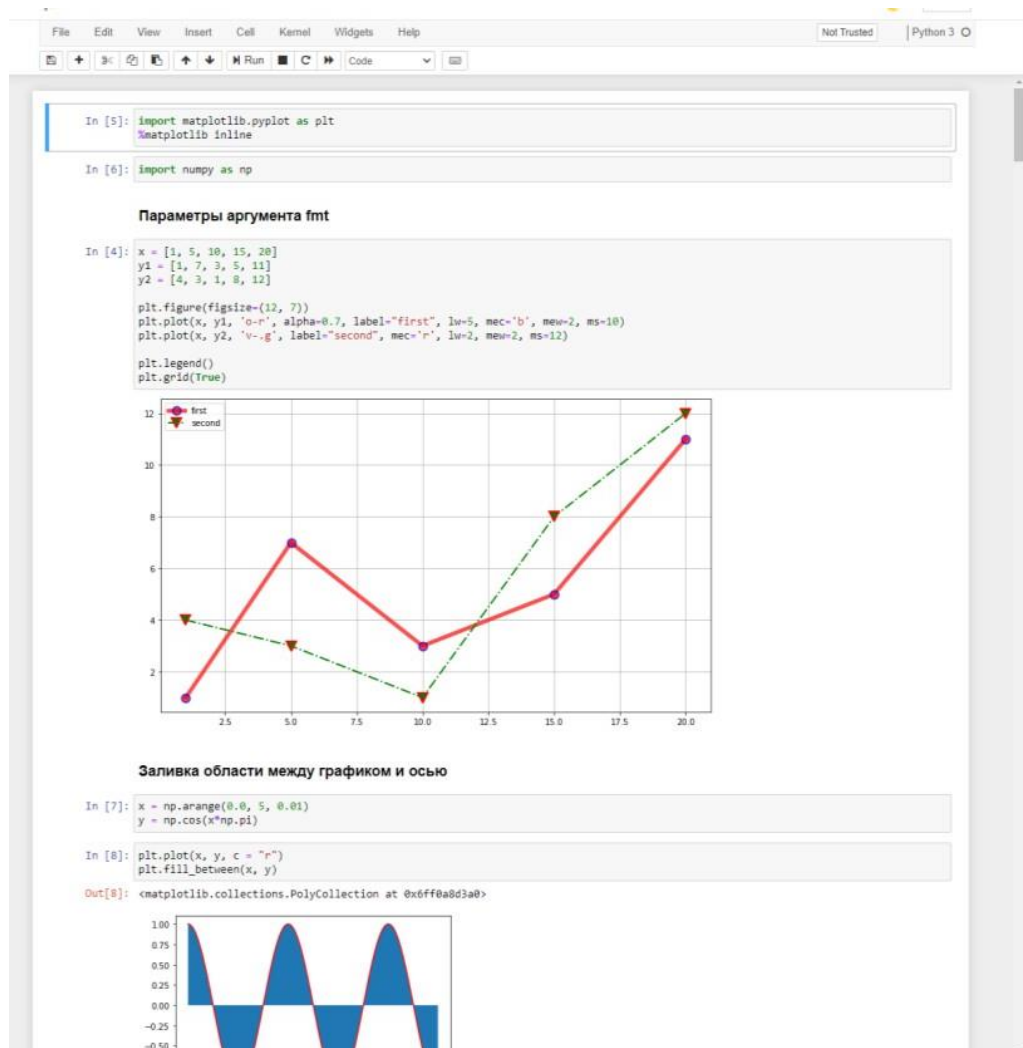 File Edit View Insert Cell Kernel Widgets Help Not Trusted Python 3
Run Code
In [5]: import matplotlib.pyplot as plt
%matplotlib inline
In [6]: import numpy as np
Параметры аргумента fmt
In [4]: x = [1, 5, 10, 15, 20]
y1 = [1, 7, 3, 5, 11]
y2 = [4, 3, 1, 8, 12]
plt.figure(figsize=(12, 7))
plt.plot(x, y1, 'o-r', alpha=0.7, label="first", lw=5, mec='b', mew=2, ms=10)
plt.plot(x, y2, 'v-.g', label="second", mec='r', lw=2, mew=2, ms=12)
plt.legend()
plt.grid(True)
first
second
12
10
8
6
4
2
2.5 5.0 7.5 10.0 12.5 15.0 17.5 20.0
Заливка области между графиком и осью
In [7]: x = np.arange(0.0, 5, 0.01)
y = np.cos(x*np.pi)
In [8]: plt.plot(x, y, c = "r")
plt.fill_between(x, y)
Out[8]: <matplotlib.collections.PolyCollection at 0x6ff0a8d3a0>
1.00
0.75
0.50
0.25
0.00
−0.25
−0.50